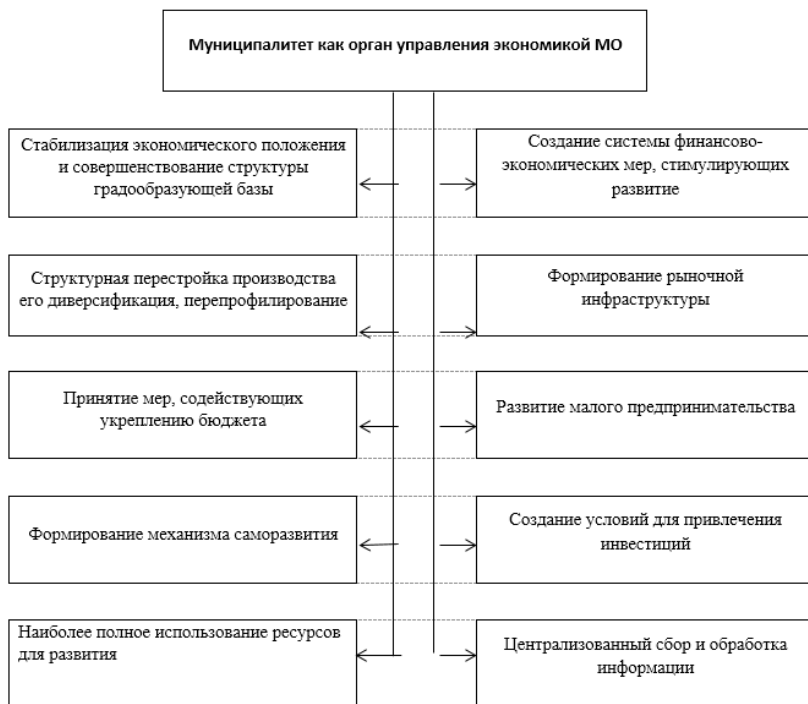 Муниципалитет как орган управления экономикой МО
Стабилизация экономического положения
и совершенствование структуры
градообразующей базы
Создание системы финансово-
экономических мер, стимулирующих
развитие
Структурная перестройка производства
его диверсификация, перепрофилирование
Формирование рыночной
инфраструктуры
Принятие мер, содействующих
укреплению бюджета
Развитие малого предпринимательства
Формирование механизма саморазвития
Создание условий для привлечения
инвестиций
Наиболее полное использование ресурсов
для развития
Централизованный сбор и обработка
информации